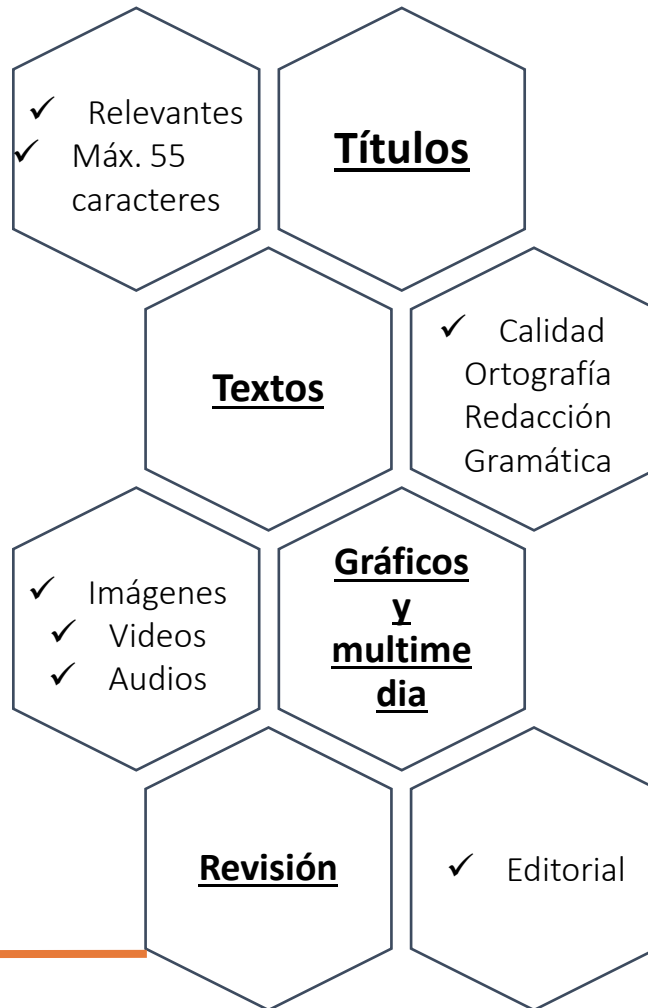 ✓ Relevantes
✓ Máx. 55
caracteres
Títulos
Textos
✓ Calidad
Ortografía
Redacción
Gramática
✓ Imágenes
✓ Videos
✓ Audios
Gráficos
y
multime
dia
Revisión
✓ Editorial